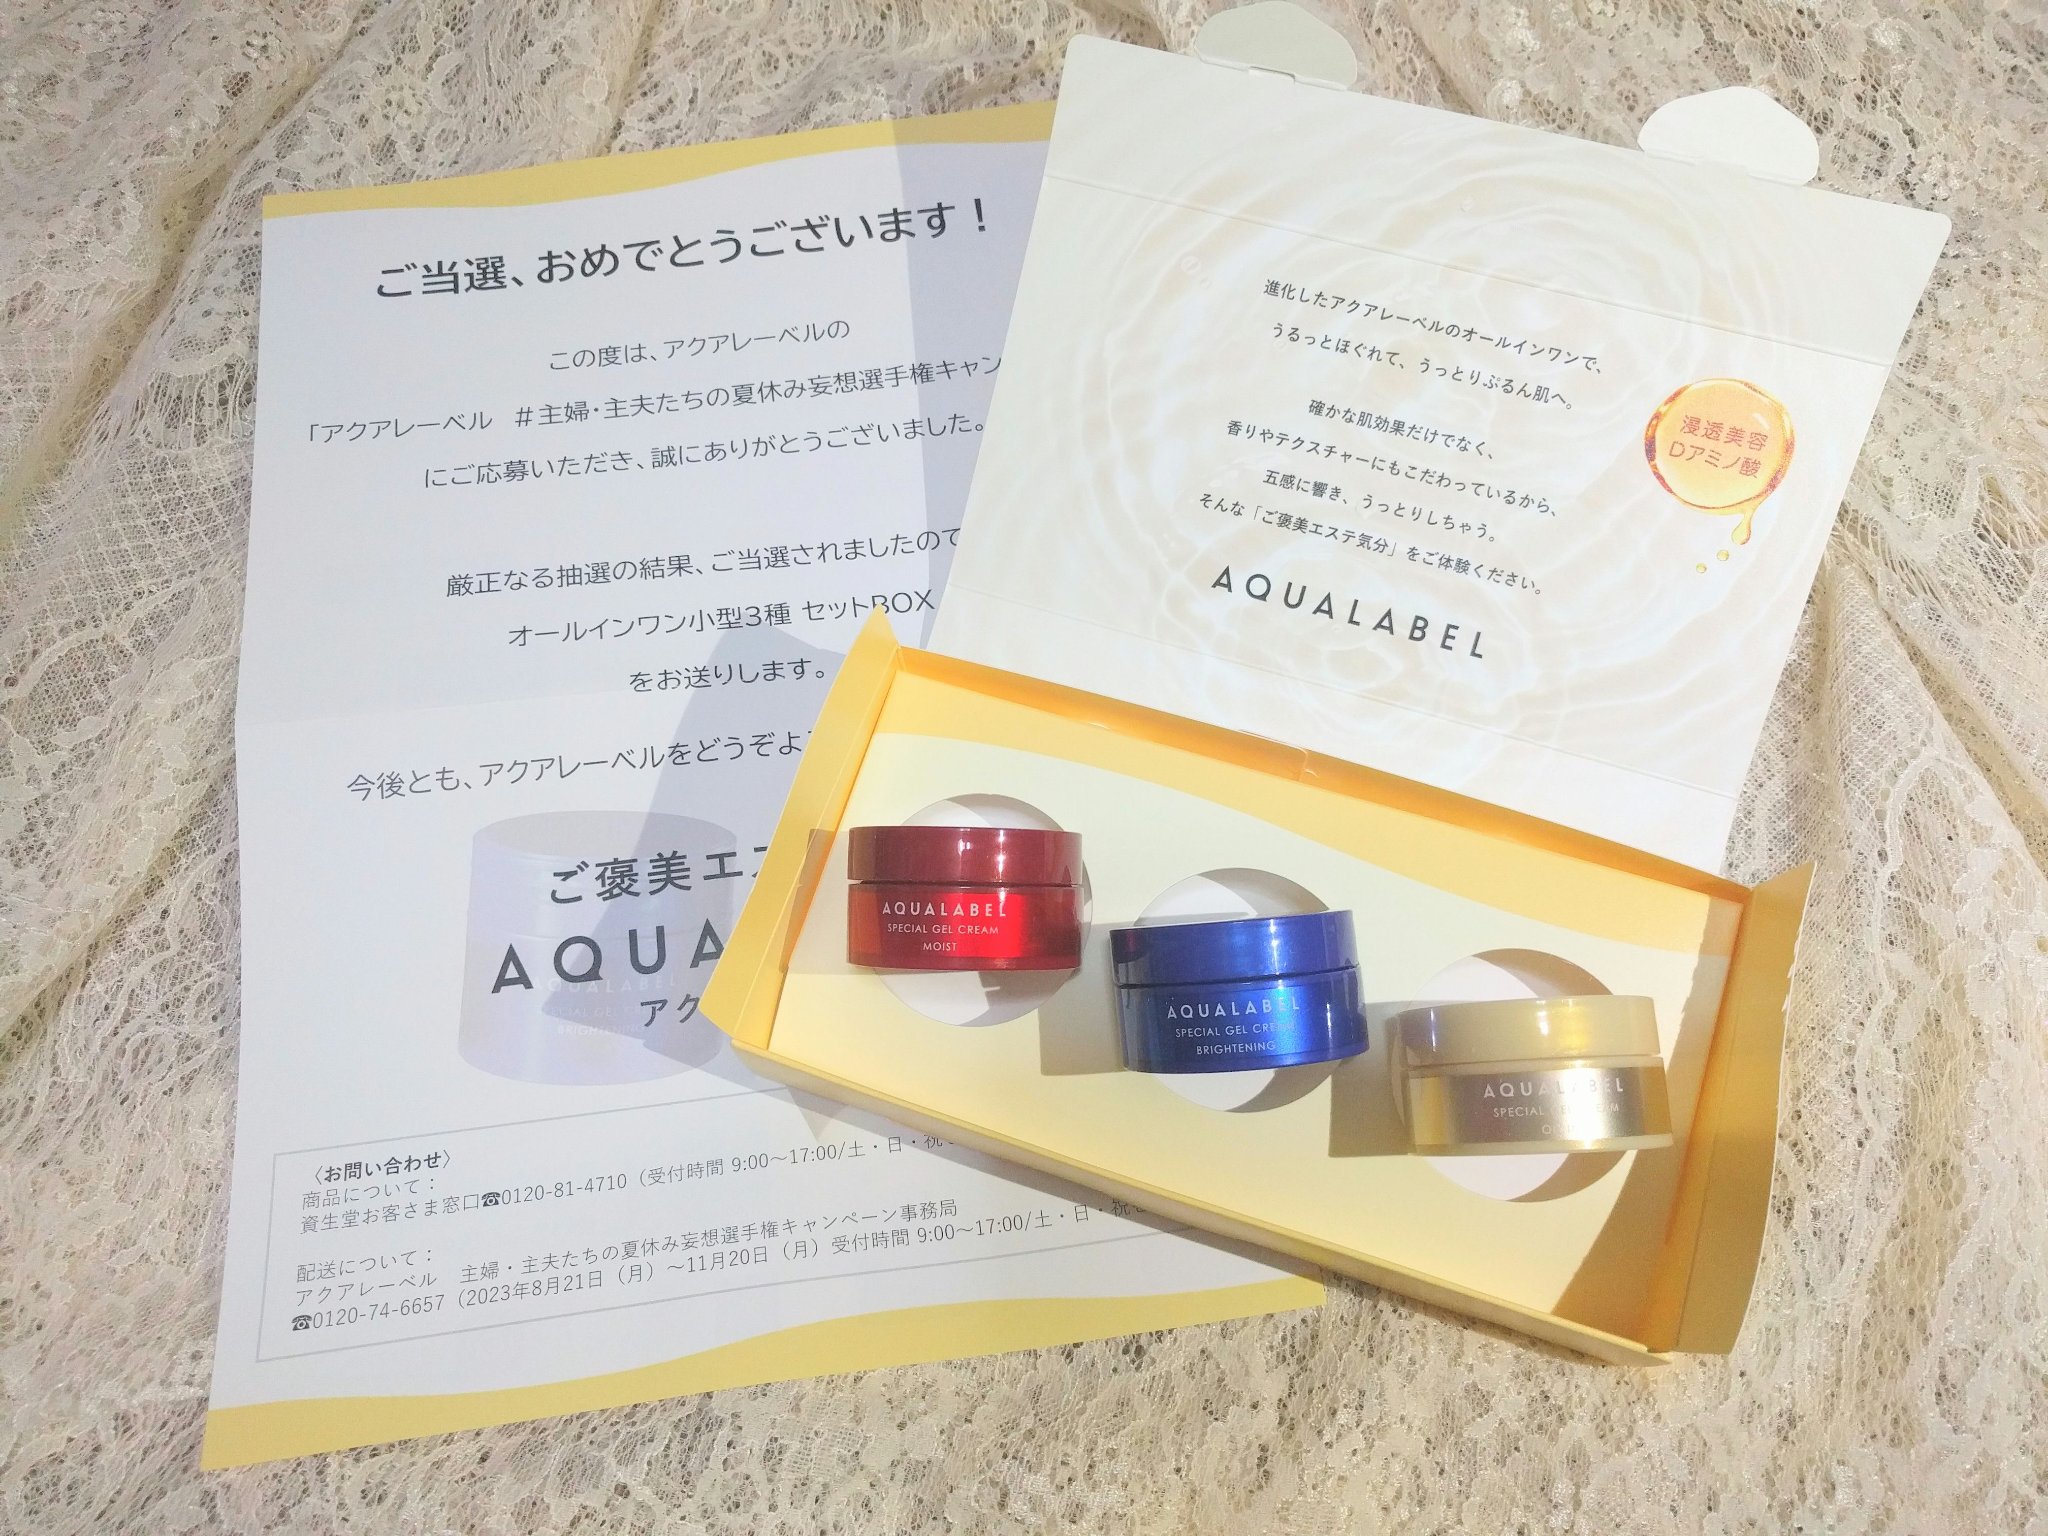 ご当選、おめでとうございます！
この度は、アクアレーベルの
「アクアレーベル ＃主婦・主夫たちの夏休み妄想選手権キャン
にご応募いただき、誠にありがとうございました。
厳正なる抽選の結果、ご当選されましたので
オールインワン小型3種 セットBOX
をお送りします。
今後とも、アクアレーベルをどうぞよ
ご褒美エス
AQUA
アク
〈お問い合わせ〉
商品について：
資生堂お客さま窓口☎0120-81-4710（受付時間 9:00～17:00/土・日・祝
配送について：
アクアレーベル 主婦・主夫たちの夏休み妄想選手権キャンペーン事務局
☎0120-74-6657（2023年8月21日（月）～11月20日（月）受付時間 9:00～17:00/土・日・祝
進化したアクアレーベルのオールインワンで、
うるっとほぐれて、うっとりぷるん肌へ。
確かな肌効果だけでなく、
香りやテクスチャーにもこだわっているから、
五感に響き、うっとりしちゃう。
そんな「ご褒美エステ気分」をご体験ください。
AQUALABEL
浸透美容
Dアミノ酸
AQUALABEL
SPECIAL GEL CREAM
MOIST
AQUALABEL
SPECIAL GEL CREAM
BRIGHTENING
AQUALABEL
SPECIAL GEL CREAM